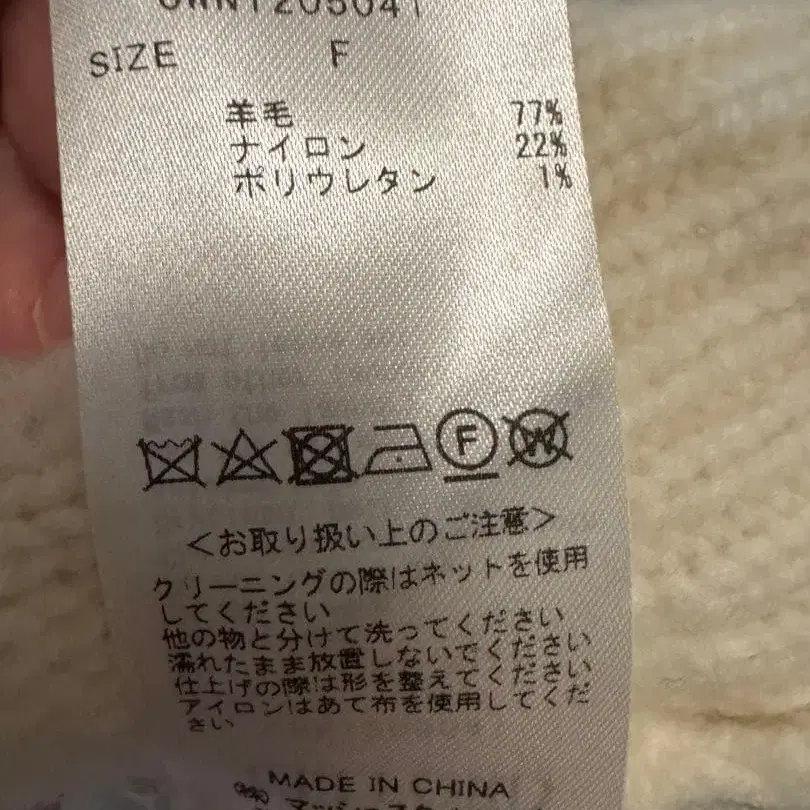 SIZE F
羊毛 77%
ナイロン 22%
ポリウレタン 1%
F
W
<お取り扱い上のご注意>
クリーニングの際はネットを使用
してください
他の物と分けて洗ってください
濡れたまま放置しないでください
仕上げの際は形を整えてください
アイロンはあて布を使用してくだ
さい
MADE IN CHINA